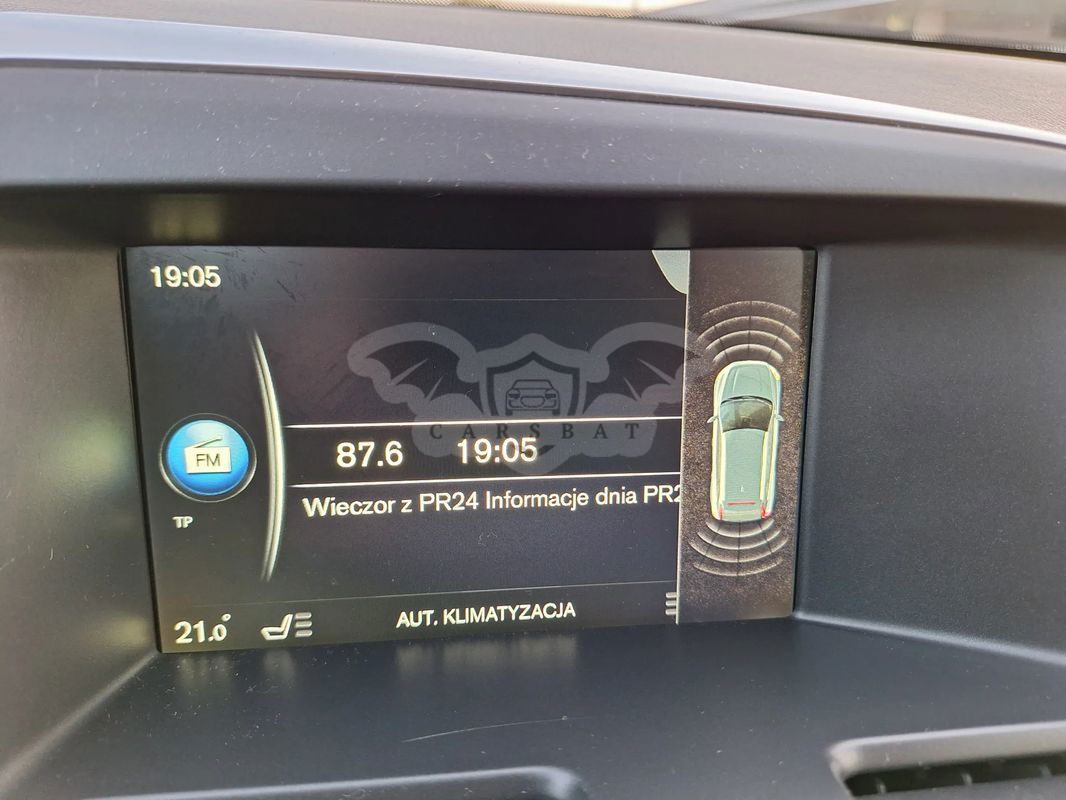 19:05
CARSBAT
FM
87.6 19:05
Wieczor z PR24 Informacje dnia PR2
TP
21.0° AUT. KLIMATYZACJA